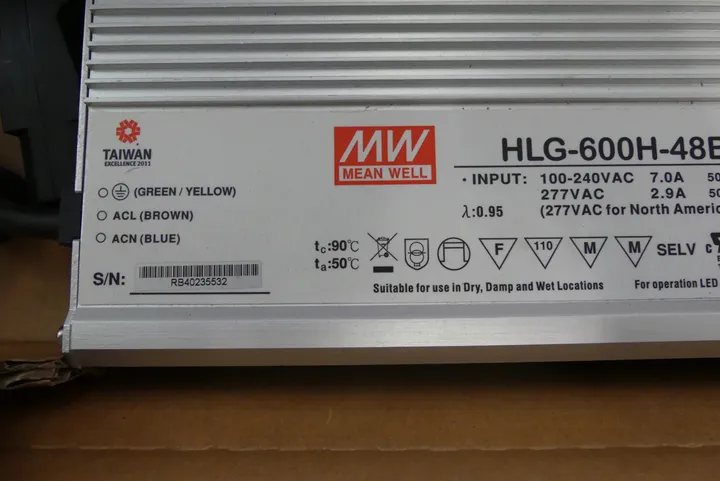 TAIWAN
EXCELLENCE 2011
(GREEN / YELLOW)
ACL (BROWN)
ACN (BLUE)
S/N:
RB40235532
MW
MEAN WELL
HLG-600H-48
· INPUT: 100-240VAC 7.0A 50
277VAC 2.9A 50
λ:0.95 (277VAC for North Americ
tc:90℃
ta:50℃
F 110 M M SELV
Suitable for use in Dry, Damp and Wet Locations
For operation LED